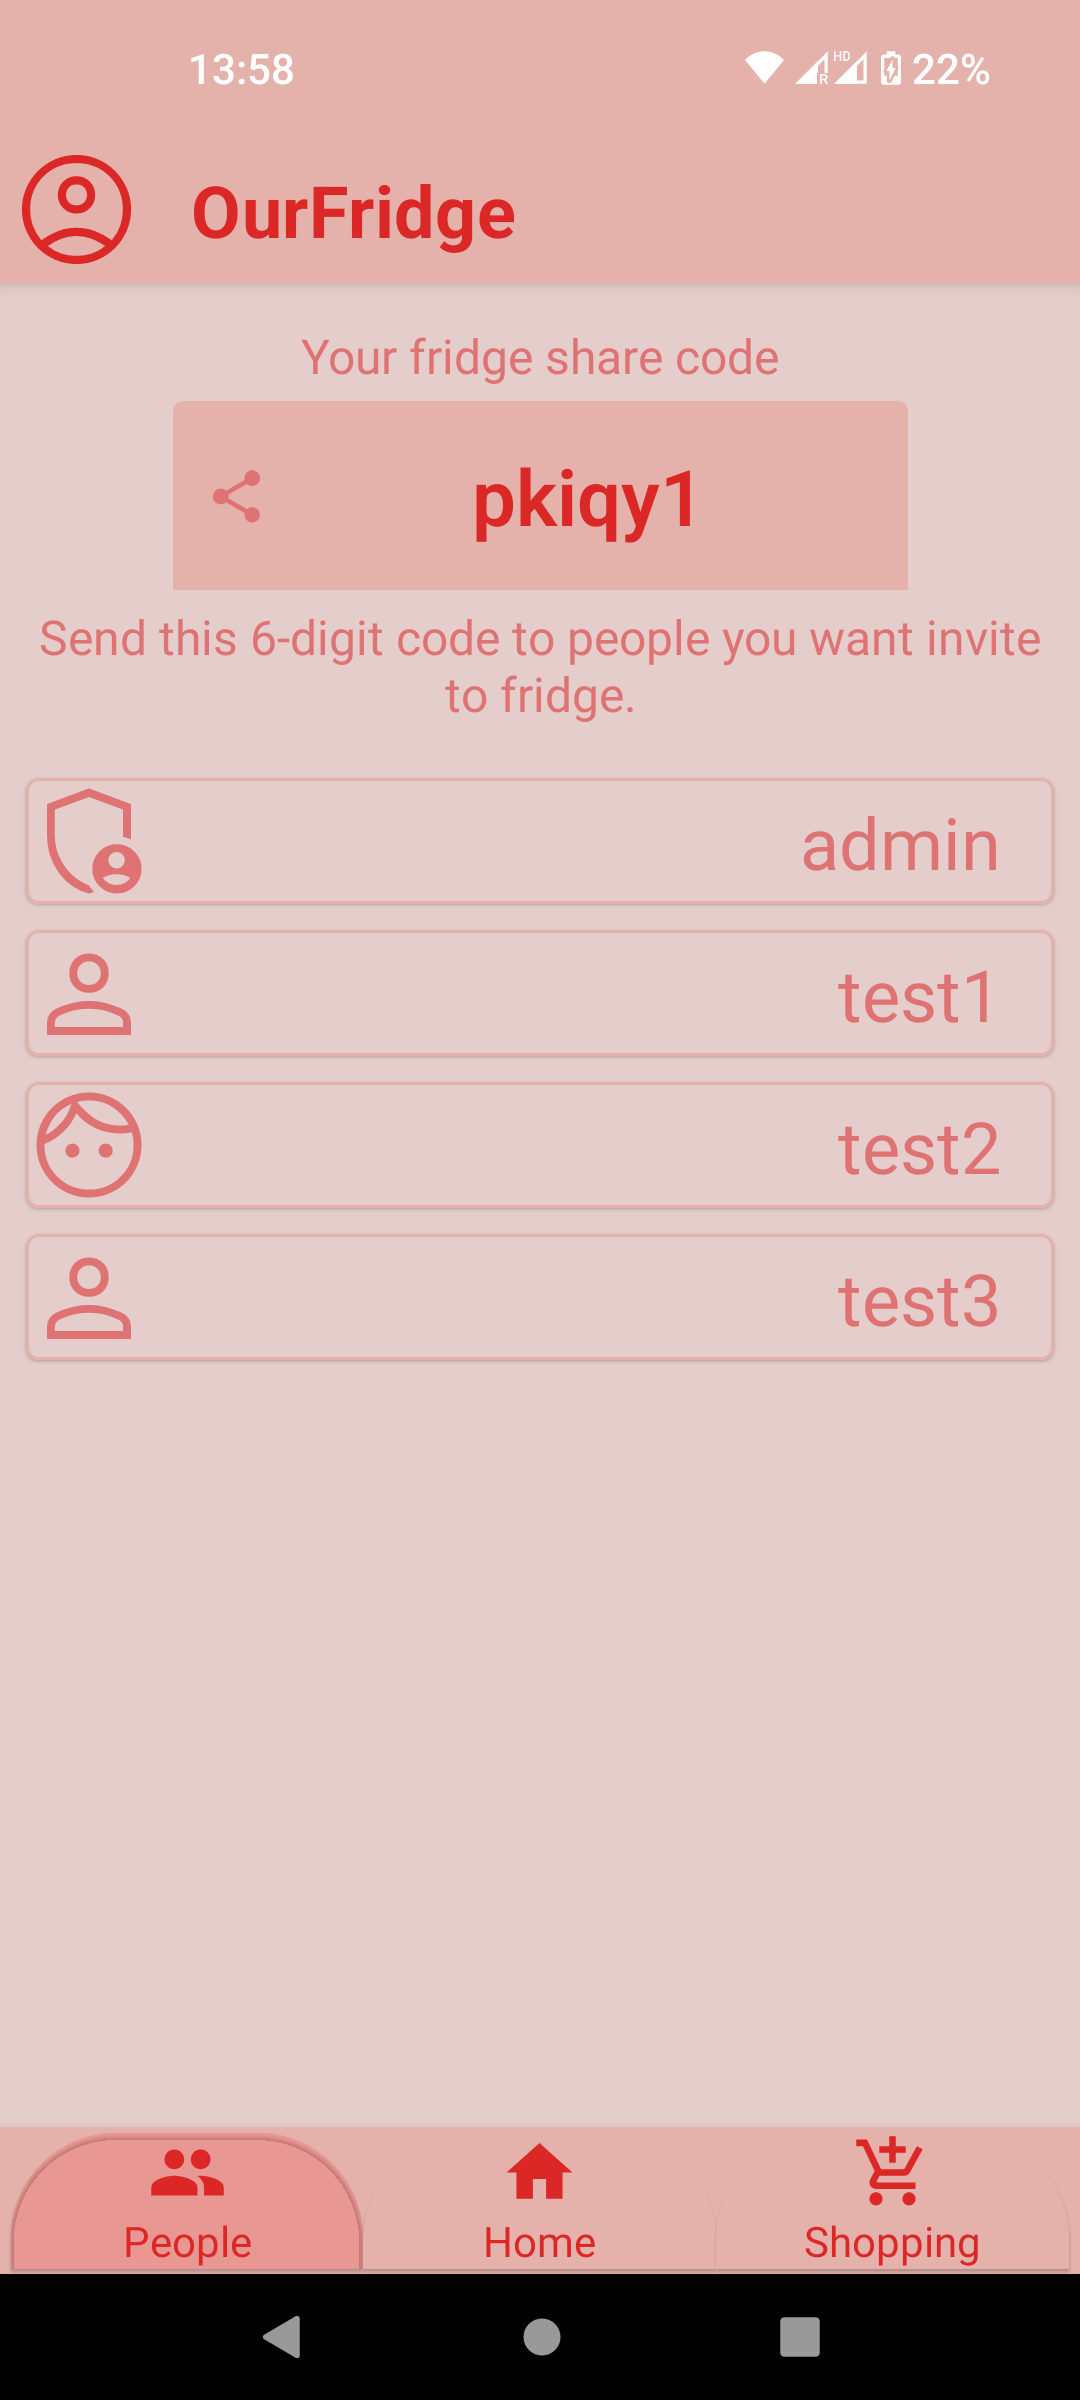 13:58
R HD 22%
OurFridge
Your fridge share code
pkiqy1
Send this 6-digit code to people you want invite
to fridge.
admin
test1
test2
test3
People Home Shopping